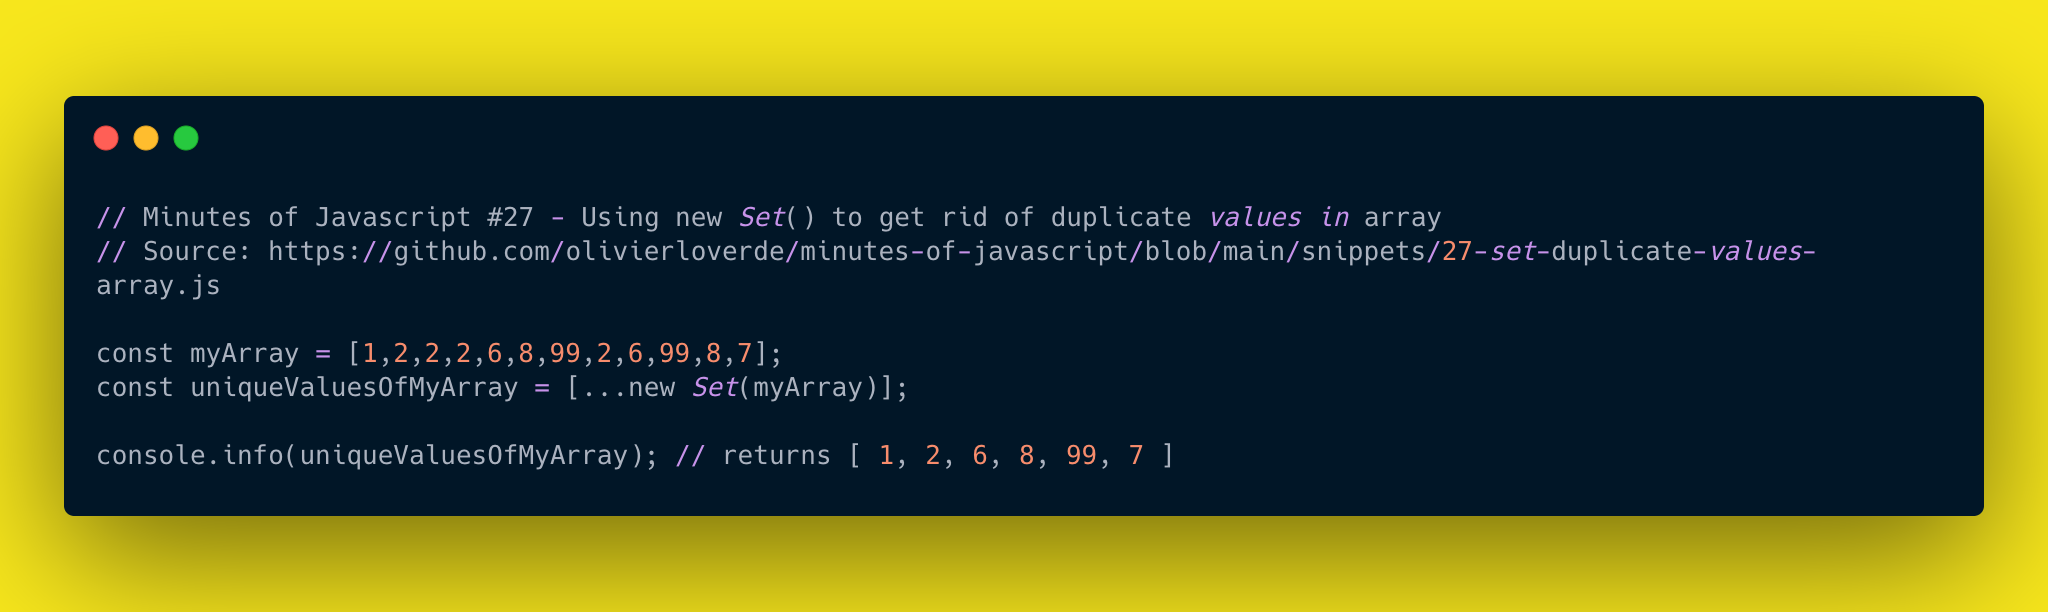 // Minutes of Javascript #27 - Using new Set() to get rid of duplicate values in array
// Source: https://github.com/olivierloverde/minutes-of-javascript/blob/main/snippets/27-set-duplicate-values-
array.js
const myArray = [1,2,2,2,6,8,99,2,6,99,8,7];
const uniqueValuesOfMyArray = [...new Set(myArray)];
console.info(uniqueValuesOfMyArray); // returns [ 1, 2, 6, 8, 99, 7 ]